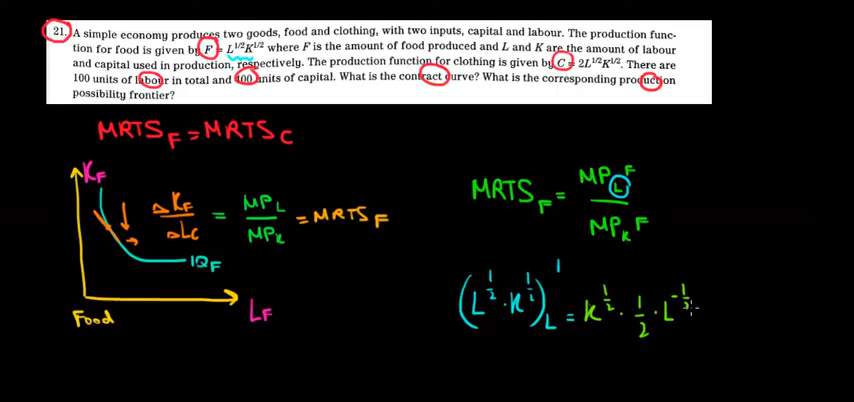 21. A simple economy produces two goods, food and clothing, with two inputs, capital and labour. The production func-
tion for food is given by F = L^{1/2}K^{1/2} where F is the amount of food produced and L and K are the amount of labour
and capital used in production, respectively. The production function for clothing is given by C = 2L^{1/2}K^{1/2}. There are
100 units of labour in total and 400 units of capital. What is the contract curve? What is the corresponding production
possibility frontier?
MRTS_F = MRTS_C
K_F
ΔK_F / ΔLc = MP_L / MP_K = MRTS_F
IQ_F
Food
L_F
MRTS_F = MP_L F / MP_K F
(L^{1/2} · K^{1/2})'_L = K^{1/2} · 1/2 · L^{-1/2}